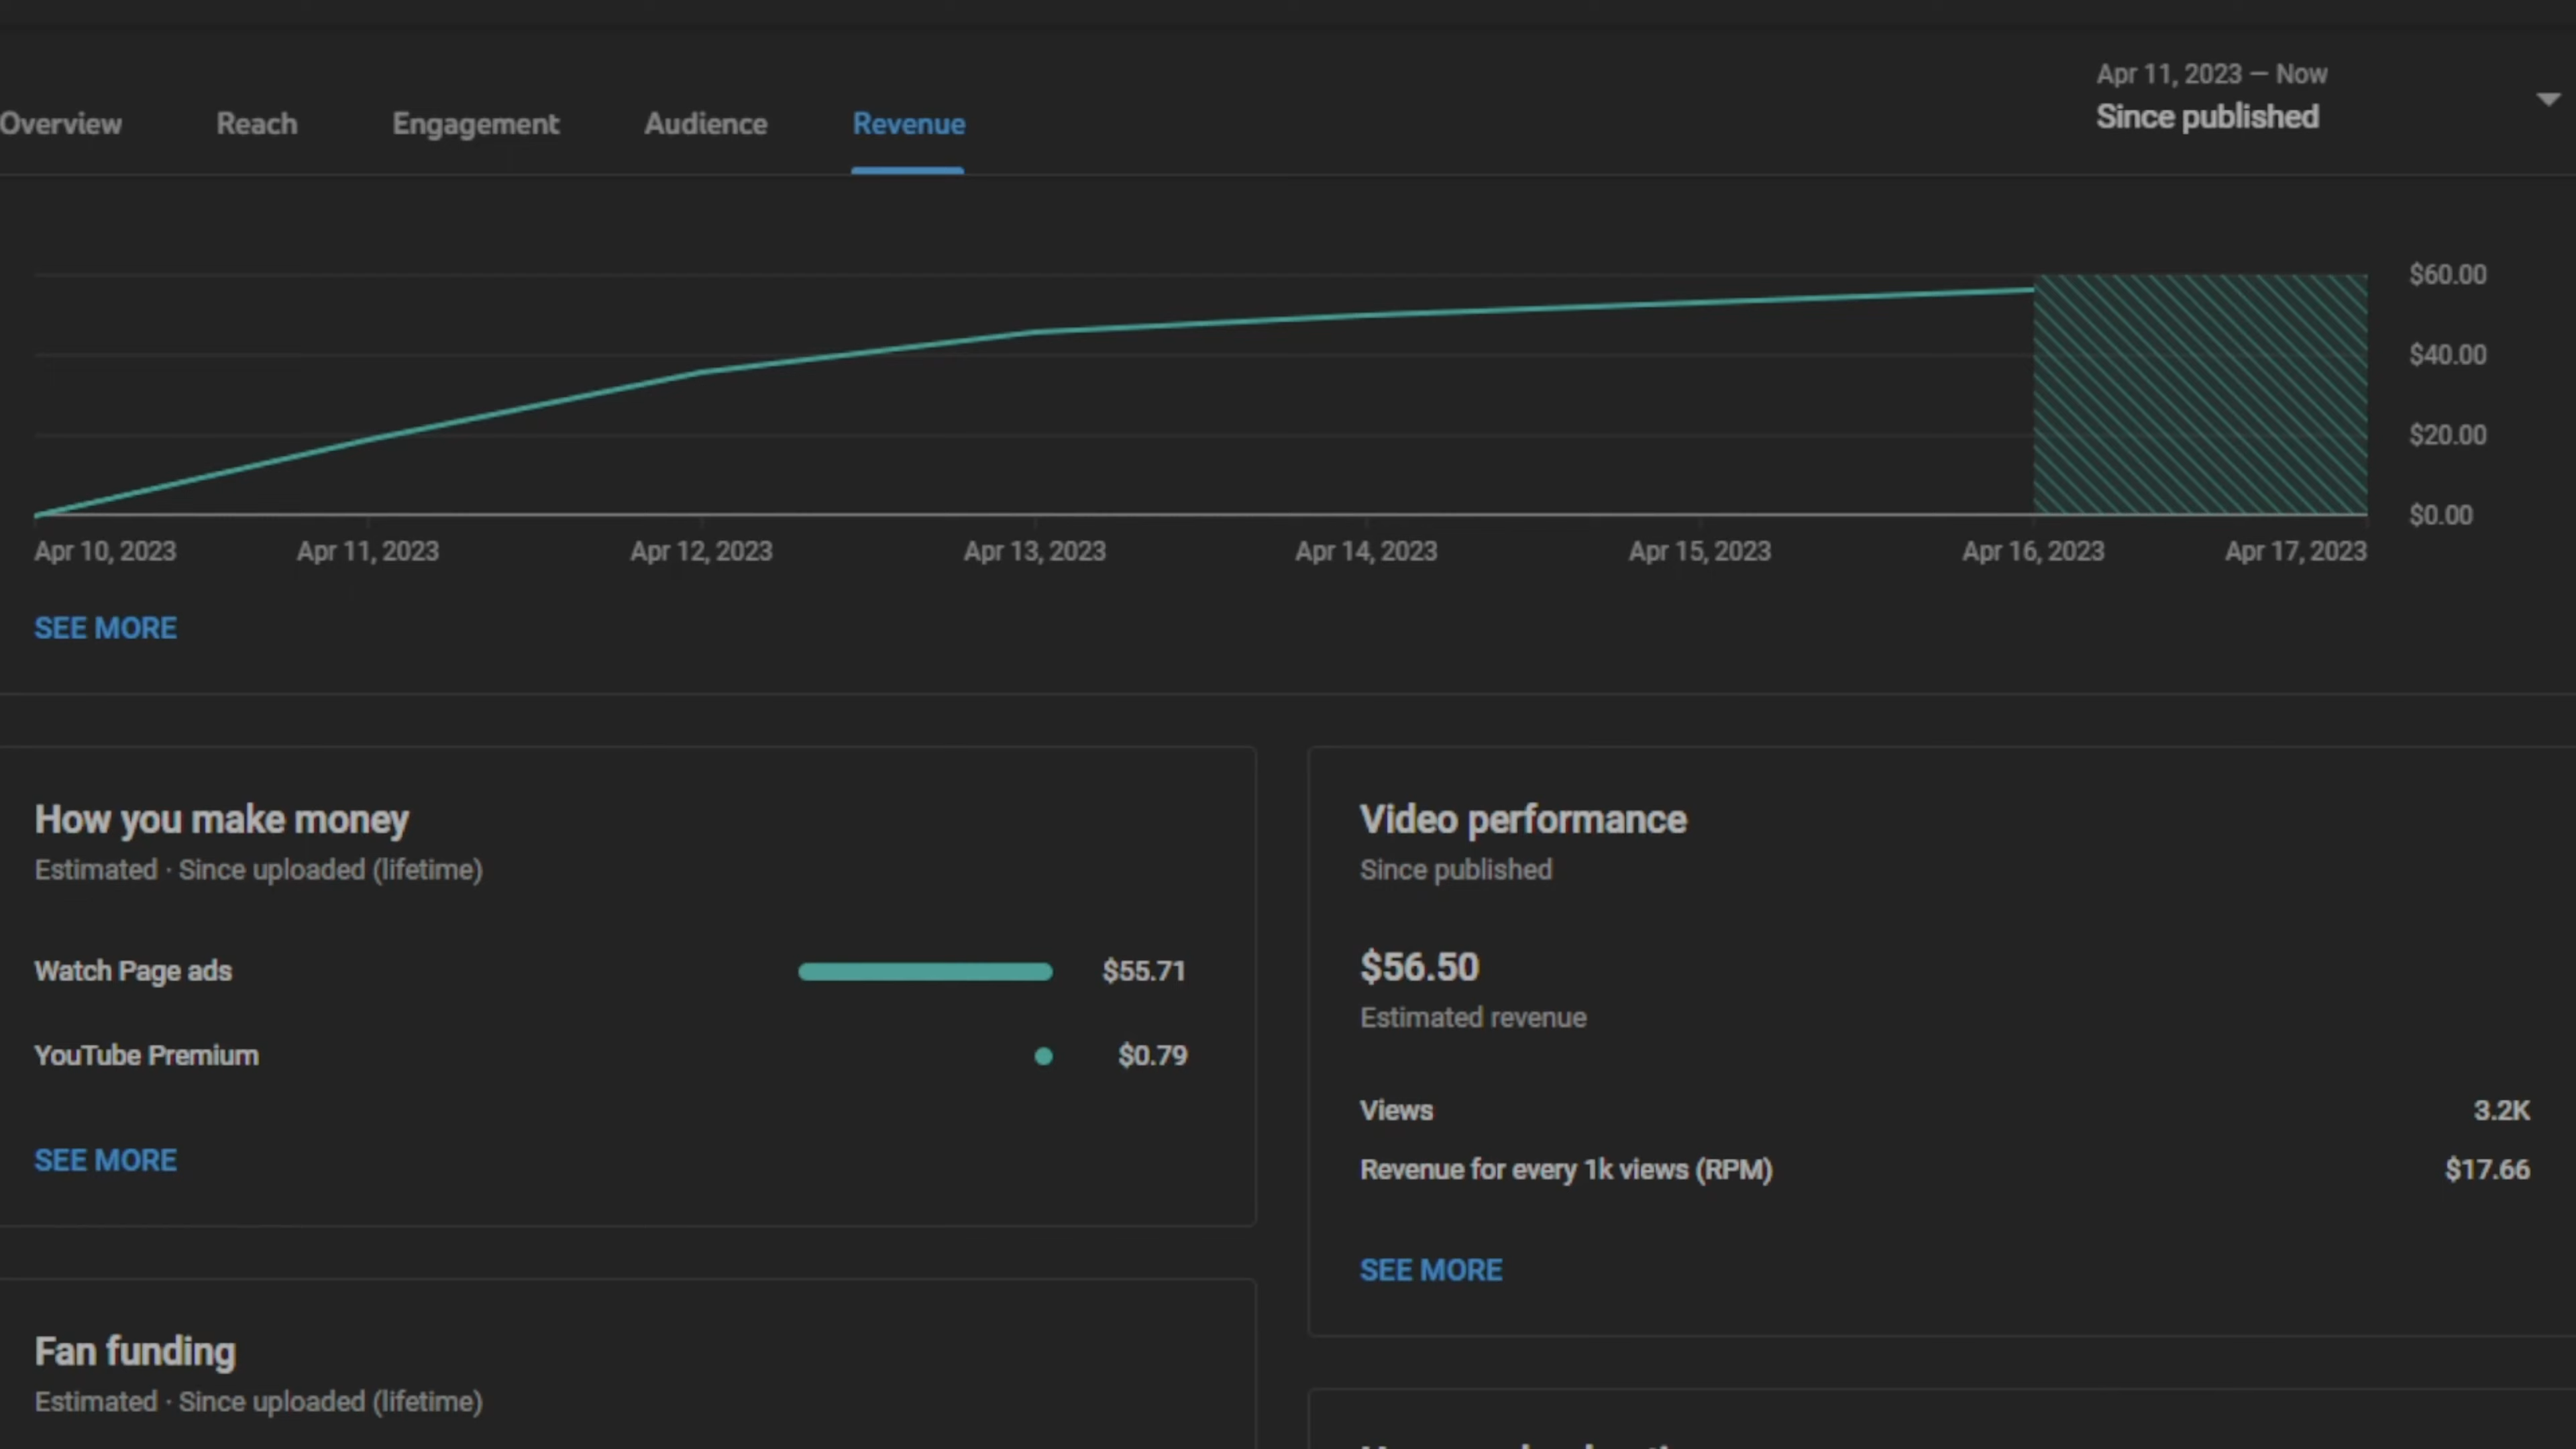 Apr 11, 2023 – Now
Overview Reach Engagement Audience Revenue
Since published
$60.00
$40.00
$20.00
$0.00
Apr 10, 2023 Apr 11, 2023 Apr 12, 2023 Apr 13, 2023 Apr 14, 2023 Apr 15, 2023 Apr 16, 2023 Apr 17, 2023
SEE MORE
How you make money
Estimated · Since uploaded (lifetime)
Watch Page ads $55.71
YouTube Premium $0.79
SEE MORE
Video performance
Since published
$56.50
Estimated revenue
Views 3.2K
Revenue for every 1k views (RPM) $17.66
SEE MORE
Fan funding
Estimated · Since uploaded (lifetime)